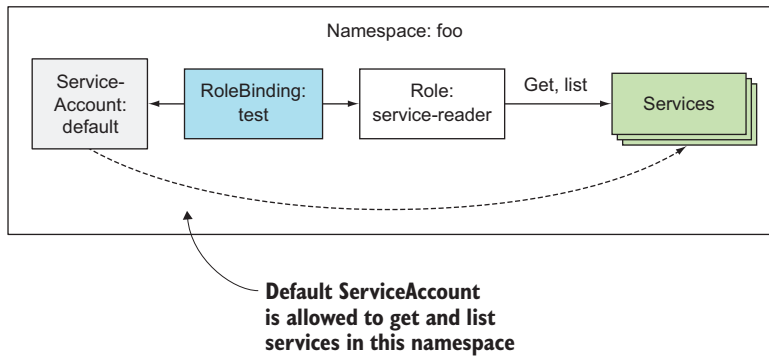 Namespace: foo
Service-
Account:
default
RoleBinding:
test
Role:
service-reader
Get, list
Services
Default ServiceAccount
is allowed to get and list
services in this namespace